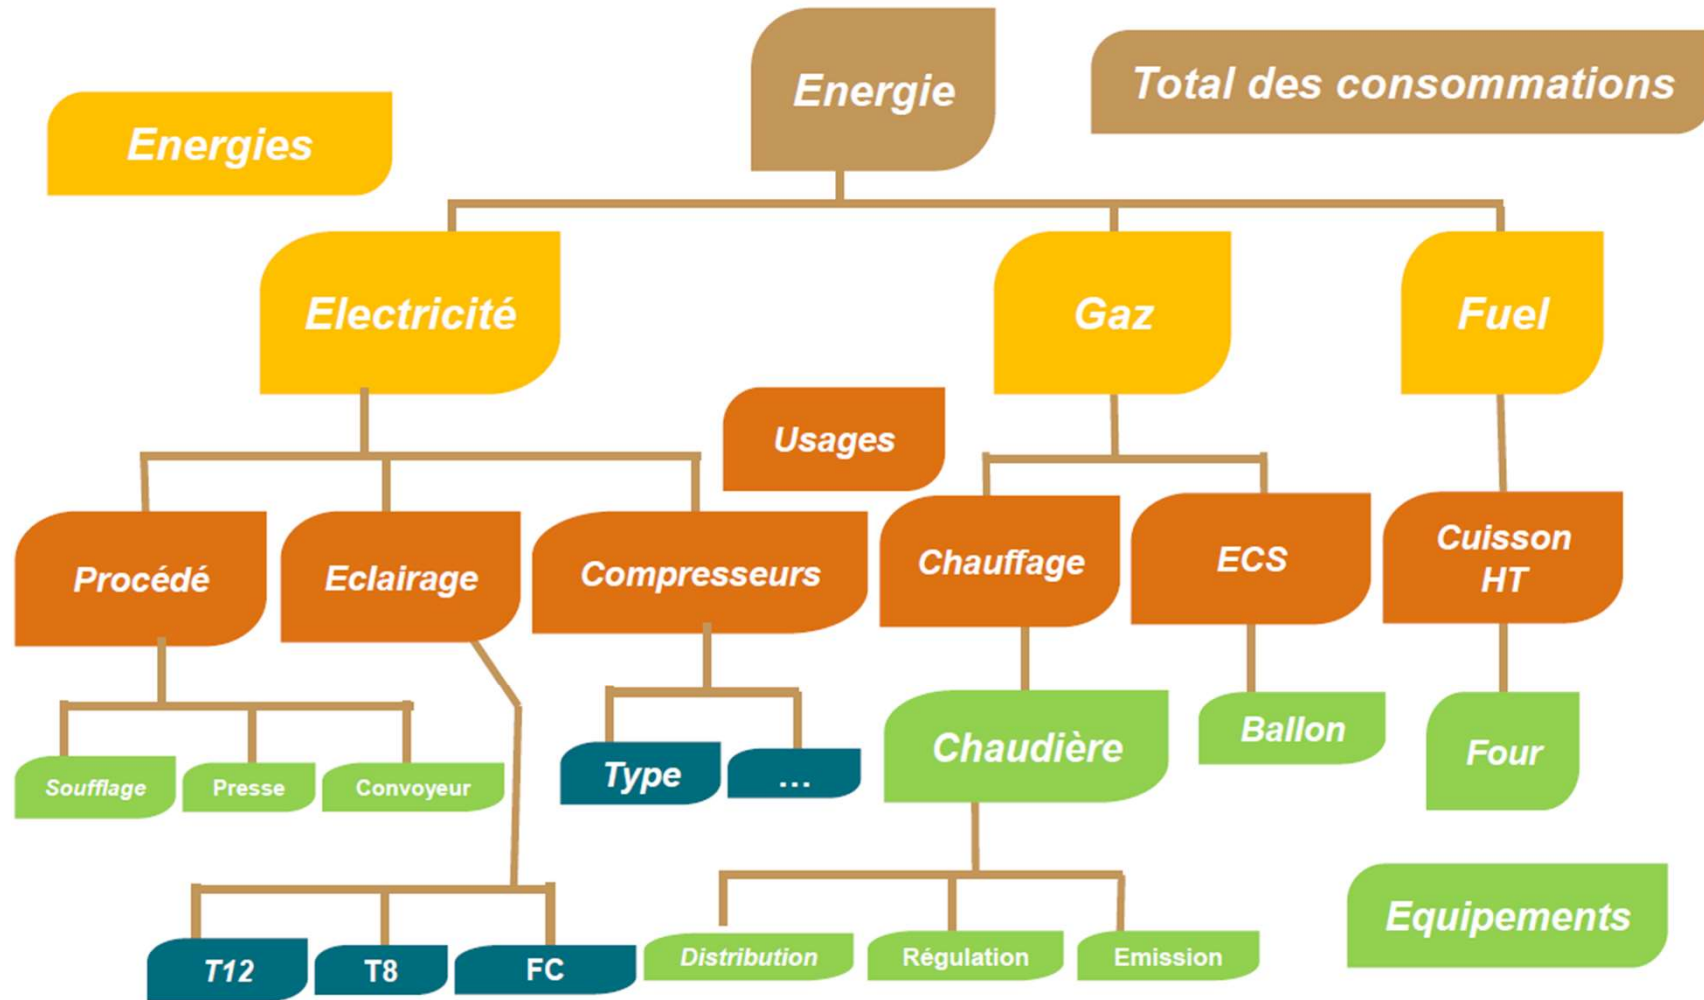 Energie
Total des consommations
Energies
Electricité
Gaz
Fuel
Usages
Procédé
Eclairage
Compresseurs
Chauffage
ECS
Cuisson
HT
Soufflage
Presse
Convoyeur
Type
...
Chaudière
Ballon
Four
Equipements
T12
T8
FC
Distribution
Régulation
Emission